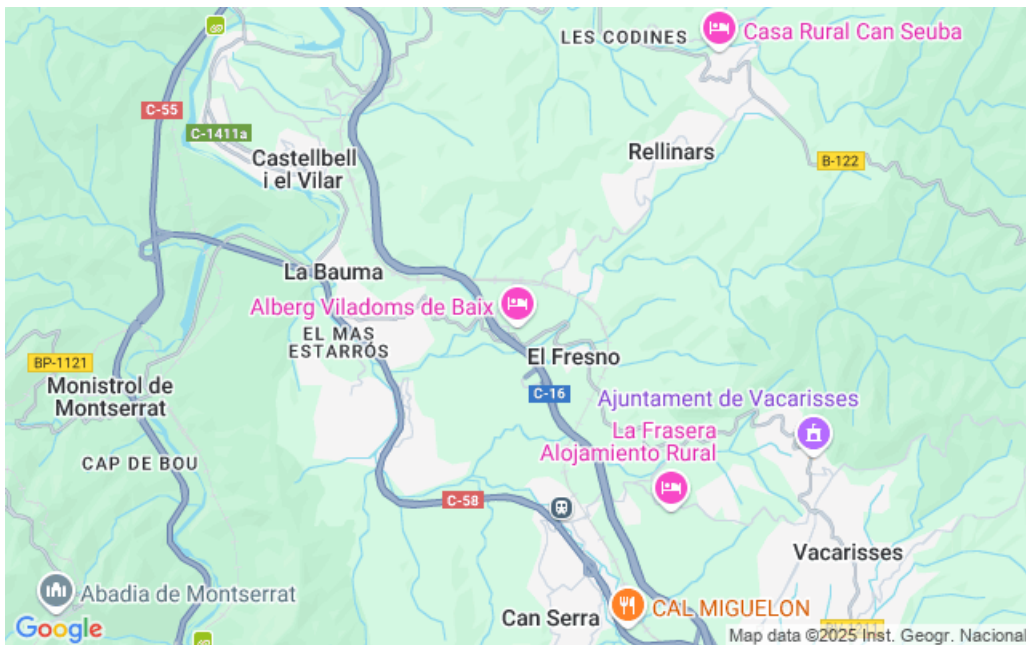 LES CODINES
Casa Rural Can Seuba
C-55
C-1411a
Castellbell
i el Vilar
Rellinars
B-122
La Bauma
Alberg Viladoms de Baix
EL MAS
ESTARRÓS
El Fresno
BP-1121
Monistrol de
Montserrat
C-16
Ajuntament de Vacarisses
La Frasera
Alojamiento Rural
CAP DE BOU
C-58
Vacarisses
Abadia de Montserrat
Can Serra
CAL MIGUELON
Google
Map data ©2025 Inst. Geogr. Nacional